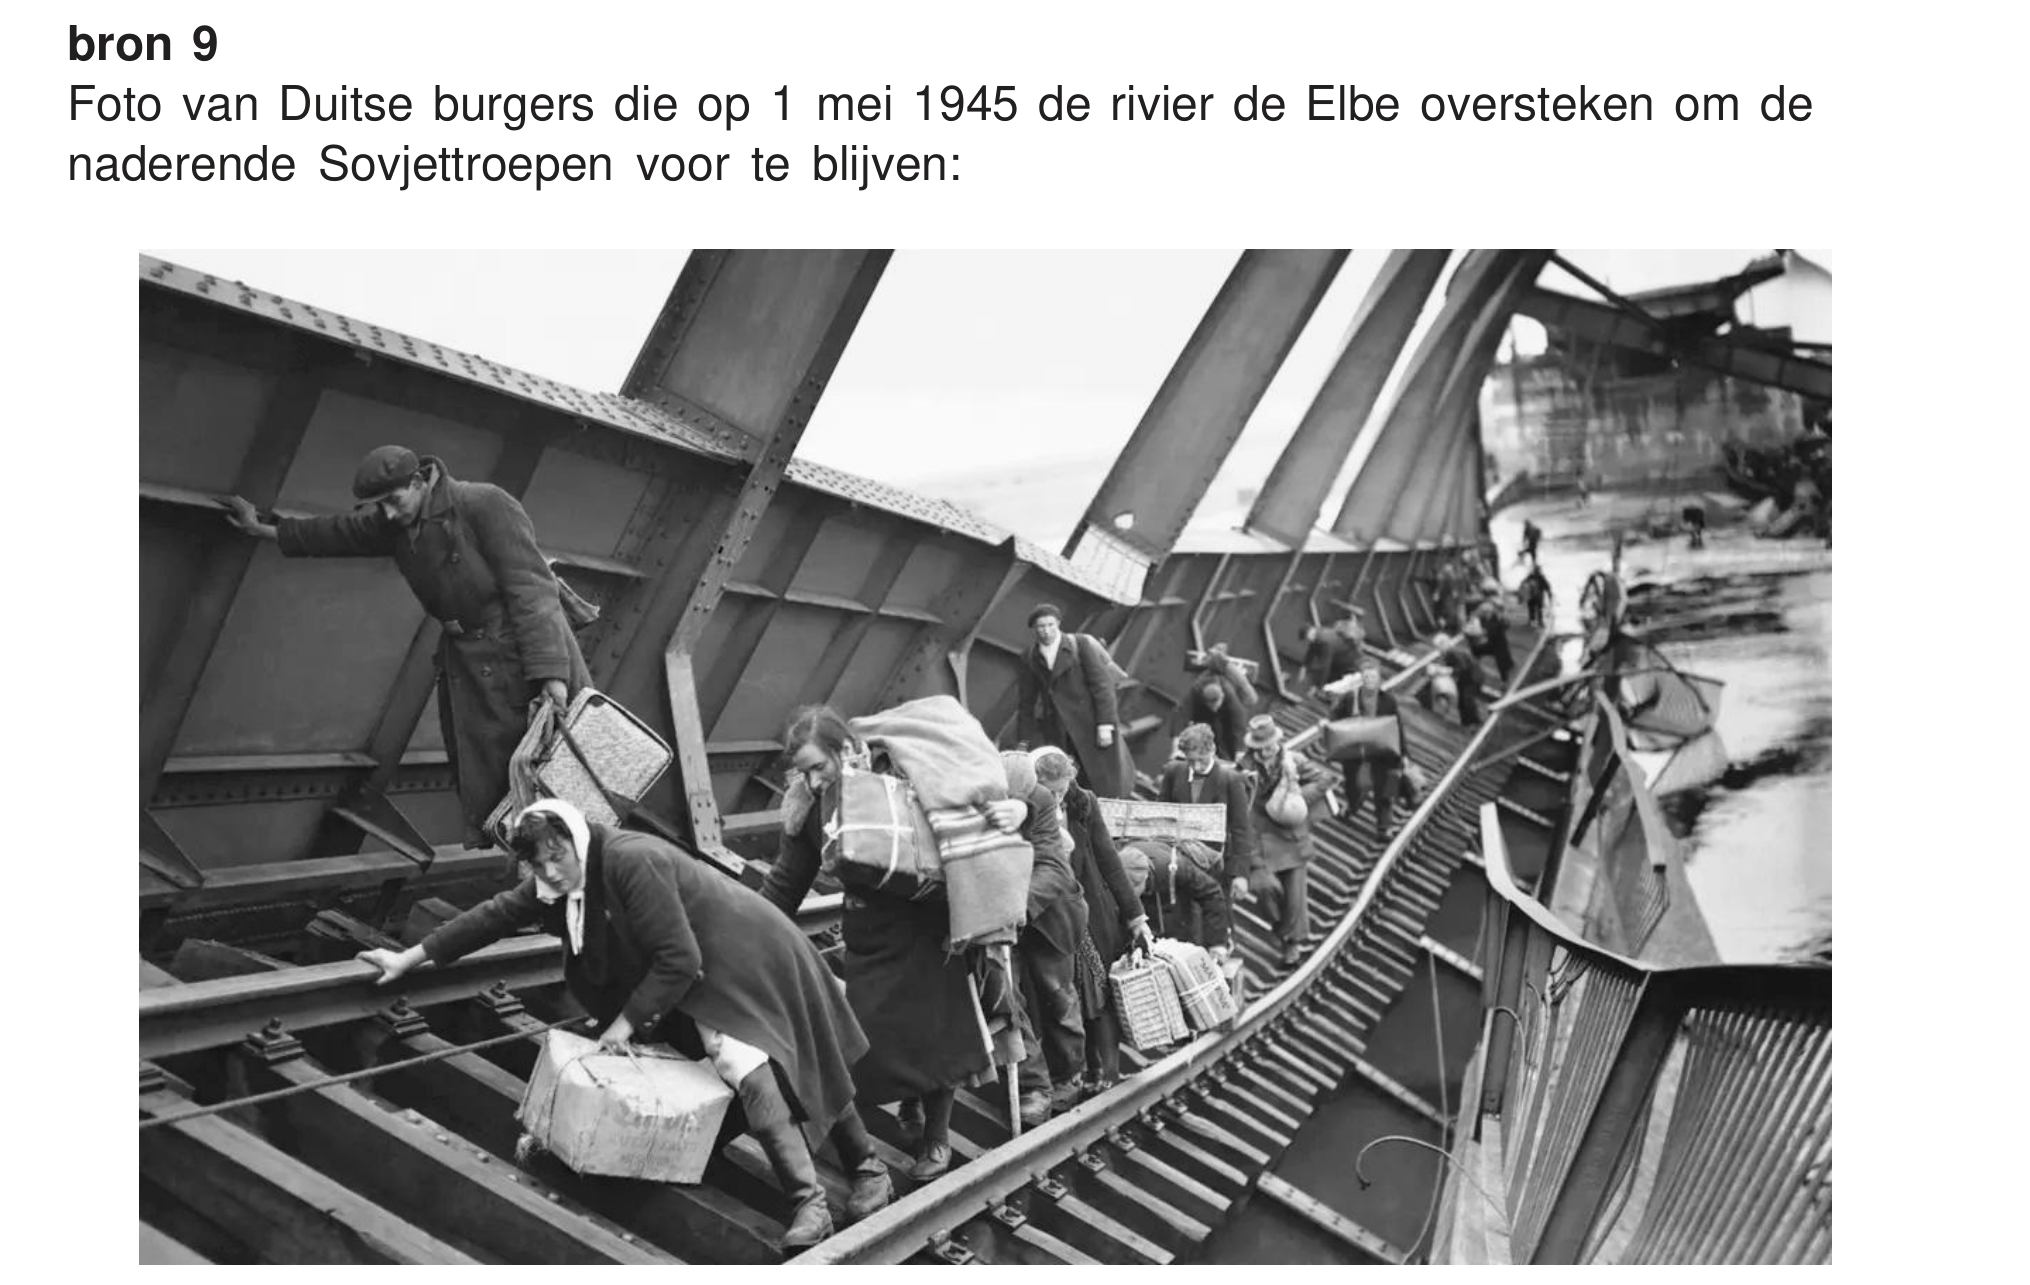 bron 9
Foto van Duitse burgers die op 1 mei 1945 de rivier de Elbe oversteken om de
naderende Sovjettroepen voor te blijven: